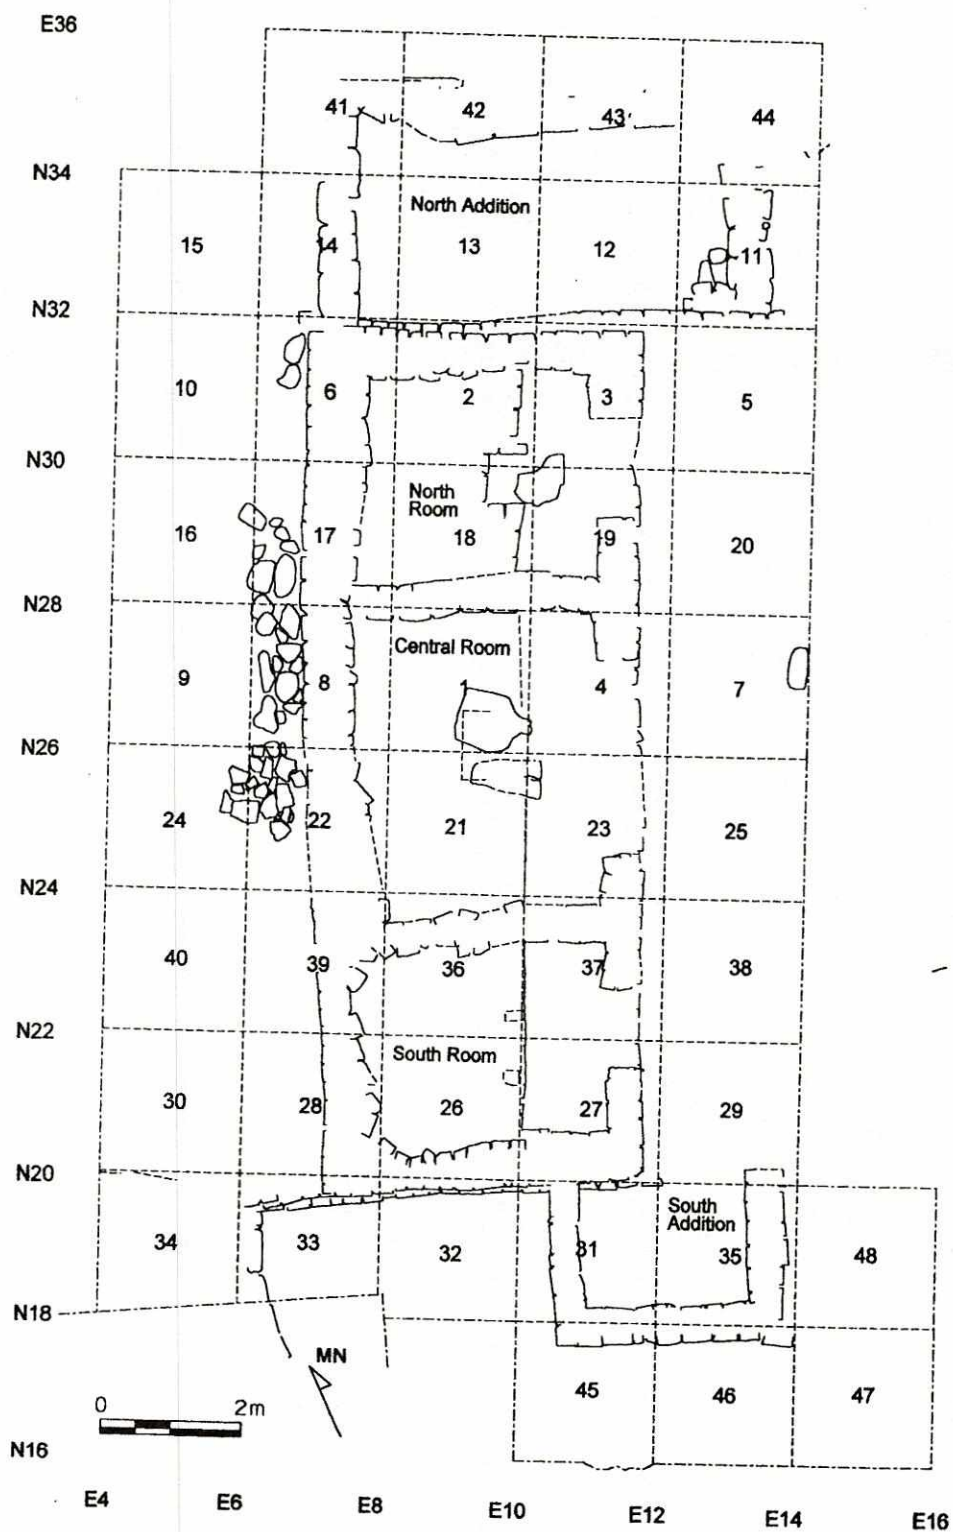 E36
41 42 43 44
N34
North Addition
15 14 13 12 11
N32
10 6 2 3 5
N30
North
Room
16 17 18 19 20
N28
Central Room
9 8 1 4 7
N26
24 22 21 23 25
N24
40 39 36 37 38
N22
South Room
30 28 26 27 29
N20
South
Addition
34 33 32 31 35 48
N18
MN
45 46 47
0 2m
N16
E4 E6 E8 E10 E12 E14 E16